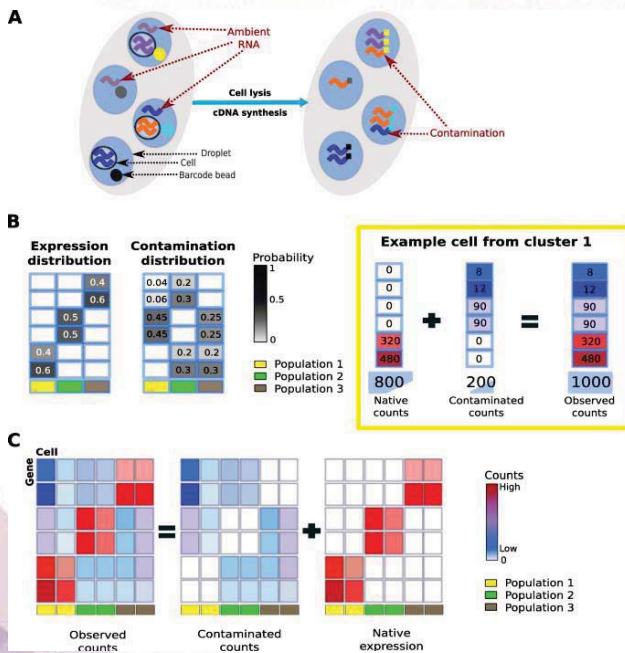 A
Ambient
RNA
Cell lysis
cDNA synthesis
Contamination
Droplet
Cell
Barcode bead
B
Expression
distribution
Contamination
distribution
Probability
1
0.5
0
0.4
0.6
0.5
0.5
0.4
0.6
0.04 0.2
0.06 0.3
0.45 0.25
0.45 0.25
0.2 0.2
0.3 0.3
Population 1
Population 2
Population 3
Example cell from cluster 1
0 8 8
0 12 12
0 90 90
0 90 90
320 0 320
480 0 480
800 200 1000
Native
counts
Contaminated
counts
Observed
counts
C
Cell
Gene
Observed
counts
Contaminated
counts
Native
expression
Counts
High
Low
0
Population 1
Population 2
Population 3